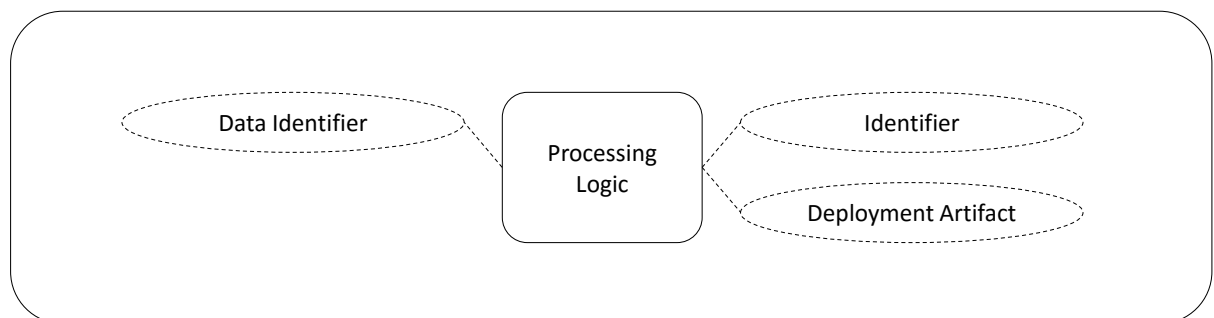 Data Identifier
Processing
Logic
Identifier
Deployment Artifact